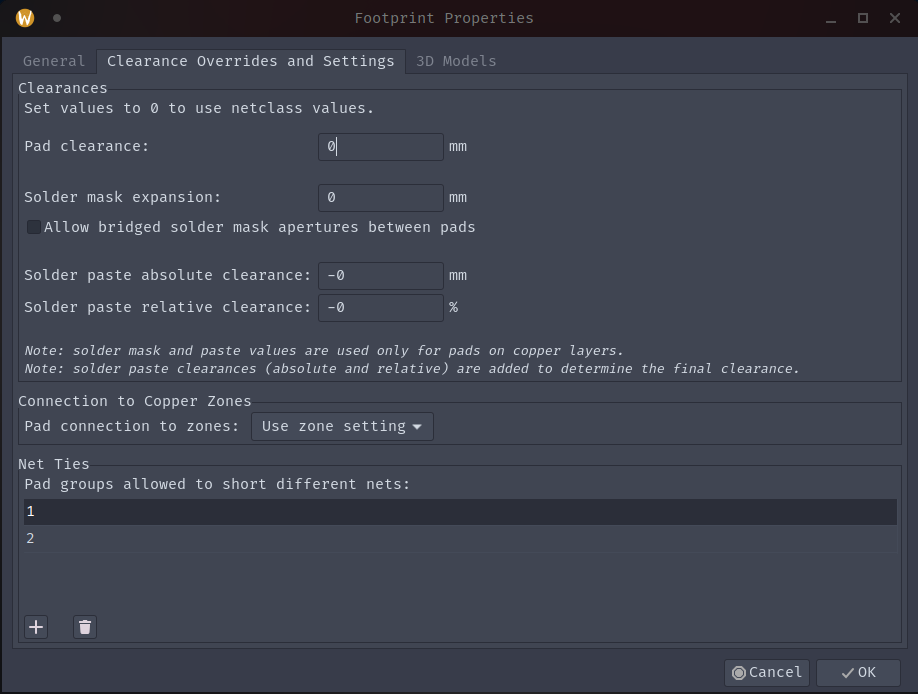 Footprint Properties
General Clearance Overrides and Settings 3D Models
Clearances
Set values to 0 to use netclass values.
Pad clearance: 0 mm
Solder mask expansion: 0 mm
Allow bridged solder mask apertures between pads
Solder paste absolute clearance: -0 mm
Solder paste relative clearance: -0 %
Note: solder mask and paste values are used only for pads on copper layers.
Note: solder paste clearances (absolute and relative) are added to determine the final clearance.
Connection to Copper Zones
Pad connection to zones: Use zone setting
Net Ties
Pad groups allowed to short different nets:
1
2
Cancel OK